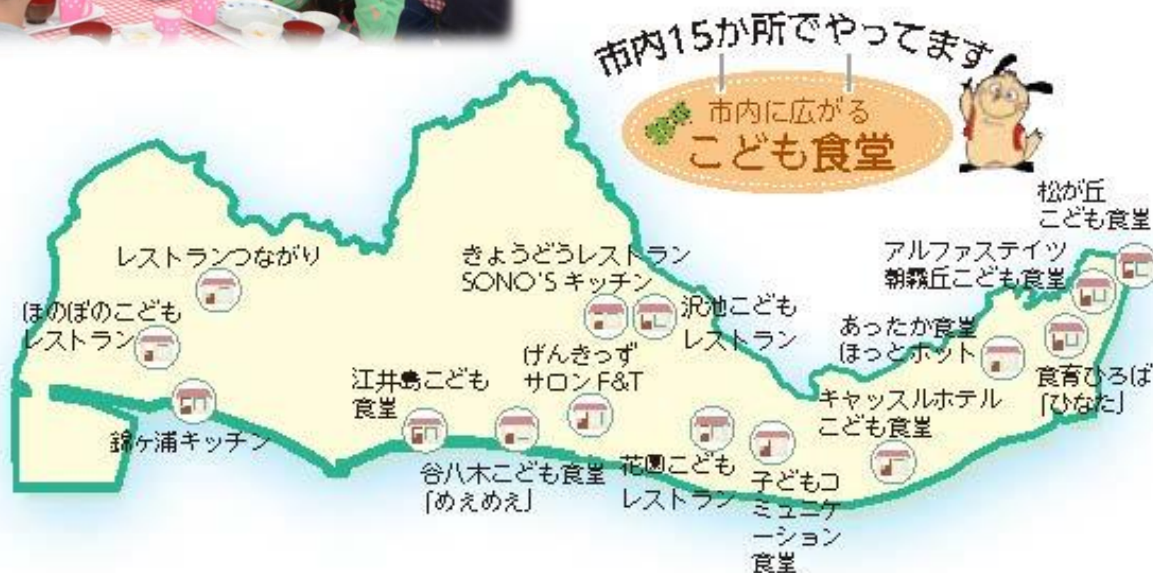 市内15か所でやってます!
市内に広がる
こども食堂
松が丘
こども食堂
アルファステイツ
朝霧丘こども食堂
レストランつながり
きょうどうレストラン
SONO'S キッチン
沢池こども
レストラン
ほのぼのこども
レストラン
あったか食堂
ほっとホット
げんきっず
サロン F&T
江井島こども
食堂
食育ひろば
「ひなた」
キャッスルホテル
こども食堂
錦ヶ浦キッチン
谷八木こども食堂
「めえめえ」
花園こども
レストラン
子どもコ
ミュニケ
ーション
食堂